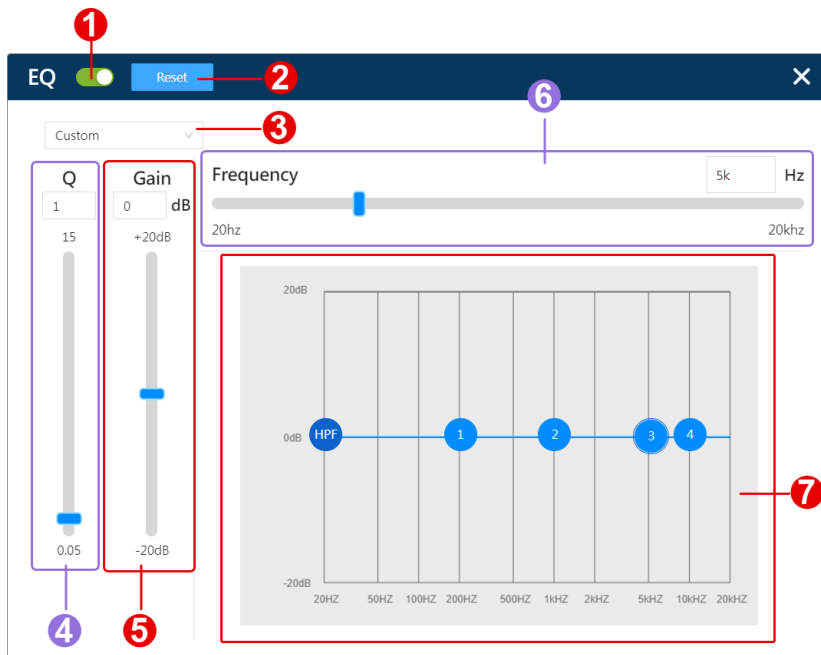 1
EQ Reset 2
6
Custom 3
Q Gain Frequency 5k Hz
1 0 dB
15 +20dB 20hz 20khz
20dB
HPF 1 2 3 4
0dB
7
0.05 -20dB
-20dB
20HZ 50HZ 100HZ 200HZ 500HZ 1kHZ 2kHZ 5kHZ 10kHZ 20kHZ
4 5